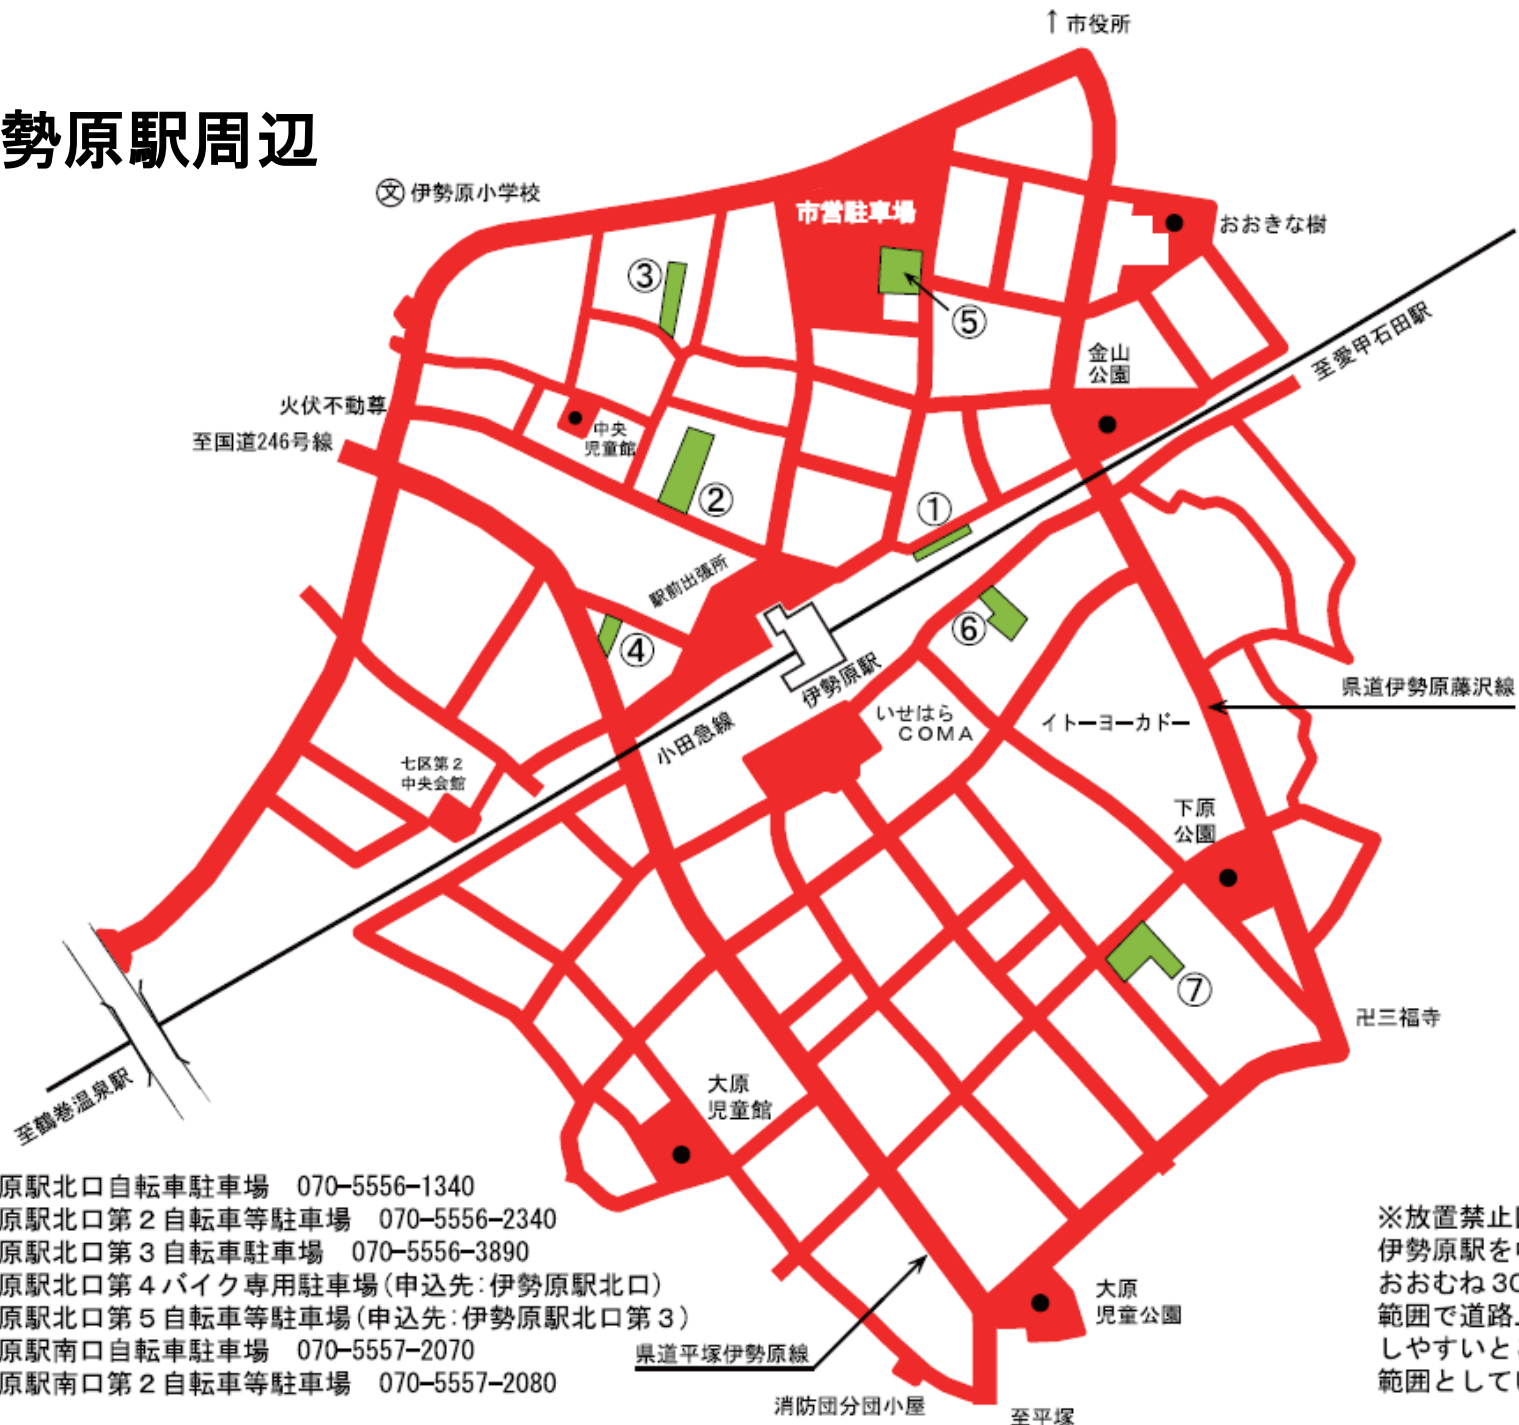 ↑市役所
勢原駅周辺
文 伊勢原小学校
市営駐車場
おおきな樹
③
⑤
至愛甲石田駅
金山
公園
火伏不動尊
中央
児童館
至国道246号線
②
①
駅前出張所
⑥
④
伊勢原駅
県道伊勢原藤沢線
いせはら
COMA
イトーヨーカドー
小田急線
七区第2
中央会館
下原
公園
⑦
卍三福寺
至鶴巻温泉駅
大原
児童館
原駅北口自転車駐車場 070-5556-1340
原駅北口第2自転車等駐車場 070-5556-2340
原駅北口第3自転車駐車場 070-5556-3890
原駅北口第4バイク専用駐車場(申込先:伊勢原駅北口)
原駅北口第5自転車等駐車場(申込先:伊勢原駅北口第3)
原駅南口自転車駐車場 070-5557-2070
原駅南口第2自転車等駐車場 070-5557-2080
※放置禁止
伊勢原駅を
おおむね30
範囲で道路
しやすいと
範囲としてい
大原
児童公園
県道平塚伊勢原線
消防団分団小屋
至平塚